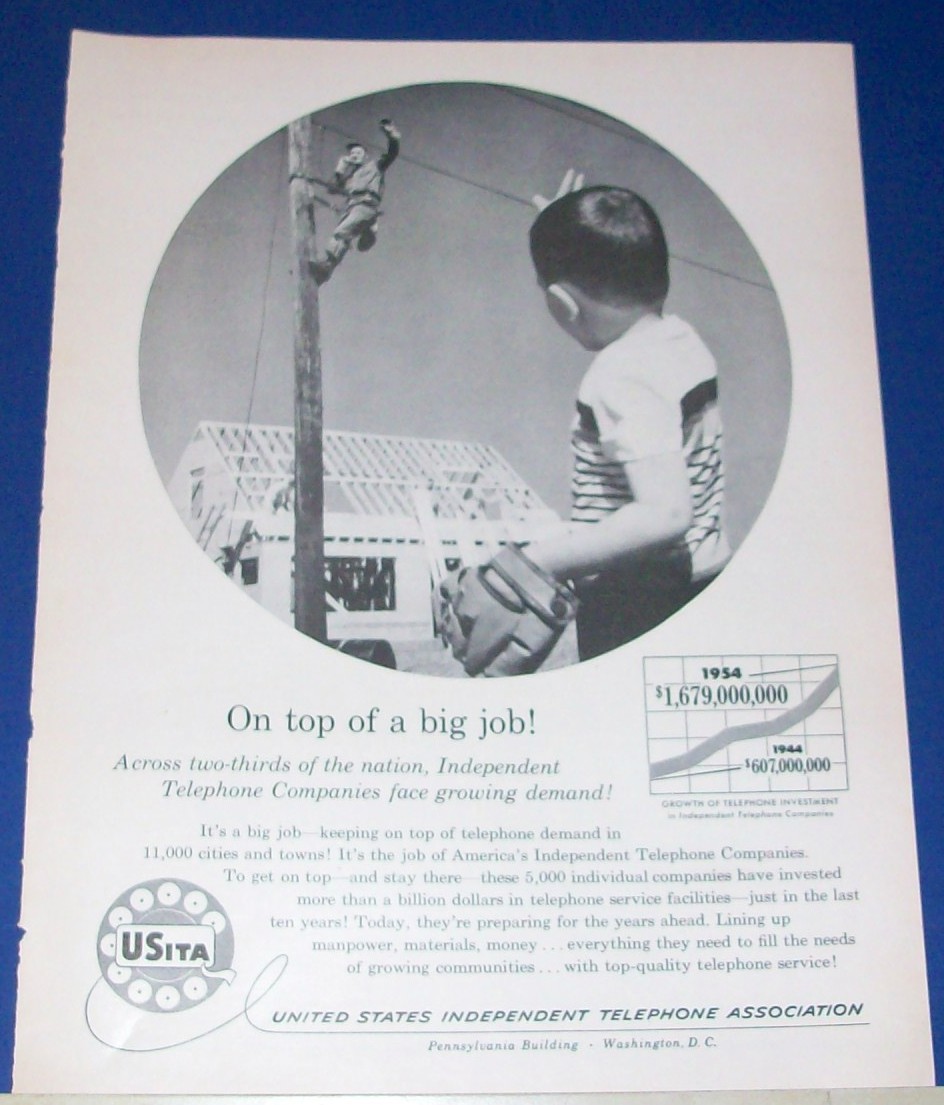 On top of a big job!
Across two-thirds of the nation, Independent
Telephone Companies face growing demand!
1954
$1,679,000,000
1944
$607,000,000
GROWTH OF TELEPHONE INVESTMENT
in Independent Telephone Companies
It's a big job—keeping on top of telephone demand in
11,000 cities and towns! It's the job of America's Independent Telephone Companies.
To get on top—and stay there—these 5,000 individual companies have invested
more than a billion dollars in telephone service facilities—just in the last
ten years! Today, they're preparing for the years ahead. Lining up
manpower, materials, money . . . everything they need to fill the needs
of growing communities . . . with top-quality telephone service!
USITA
UNITED STATES INDEPENDENT TELEPHONE ASSOCIATION
Pennsylvania Building · Washington, D. C.